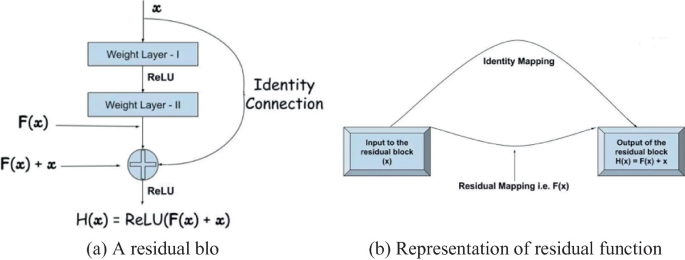 x
Weight Layer - I
ReLU
Weight Layer - II
Identity
Connection
F(x)
F(x) + x
ReLU
H(x) = ReLU(F(x) + x)
(a) A residual blo
Identity Mapping
Input to the
residual block
(x)
Output of the
residual block
H(x) = F(x) + x
Residual Mapping i.e. F(x)
(b) Representation of residual function